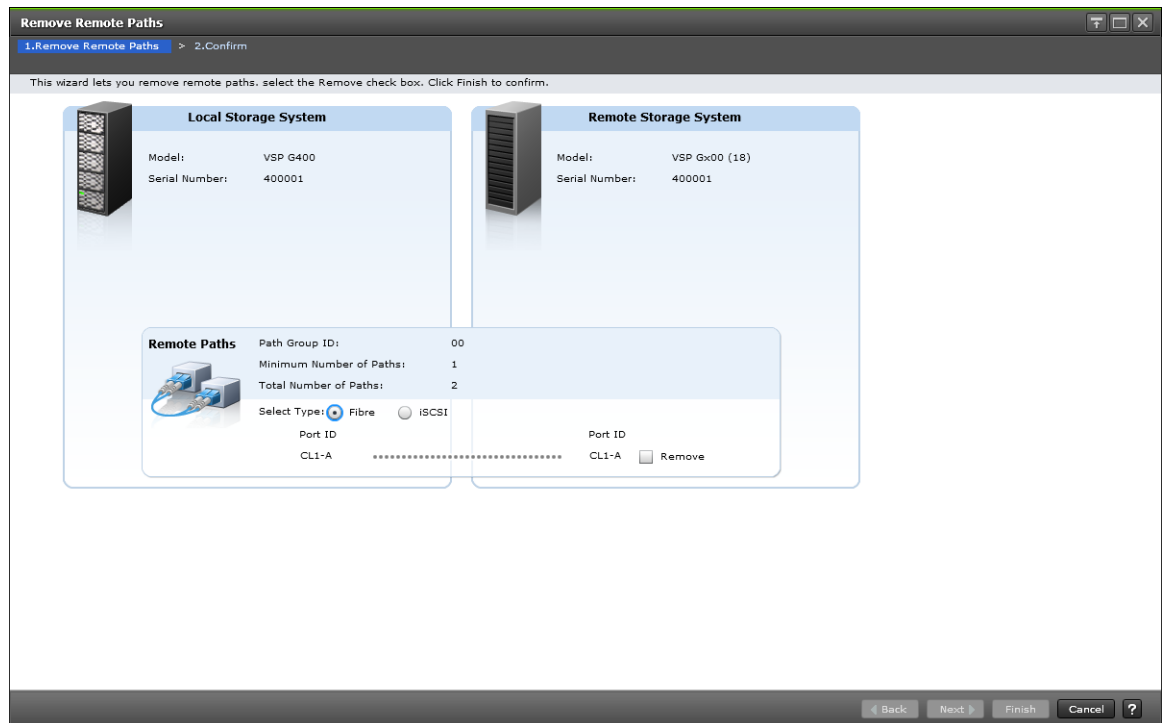 Remove Remote Paths
1.Remove Remote Paths > 2.Confirm
This wizard lets you remove remote paths. select the Remove check box. Click Finish to confirm.
Local Storage System
Model: VSP G400
Serial Number: 400001
Remote Storage System
Model: VSP Gx00 (18)
Serial Number: 400001
Remote Paths
Path Group ID: 00
Minimum Number of Paths: 1
Total Number of Paths: 2
Select Type: Fibre iSCSI
Port ID Port ID
CL1-A CL1-A Remove
Back Next Finish Cancel ?